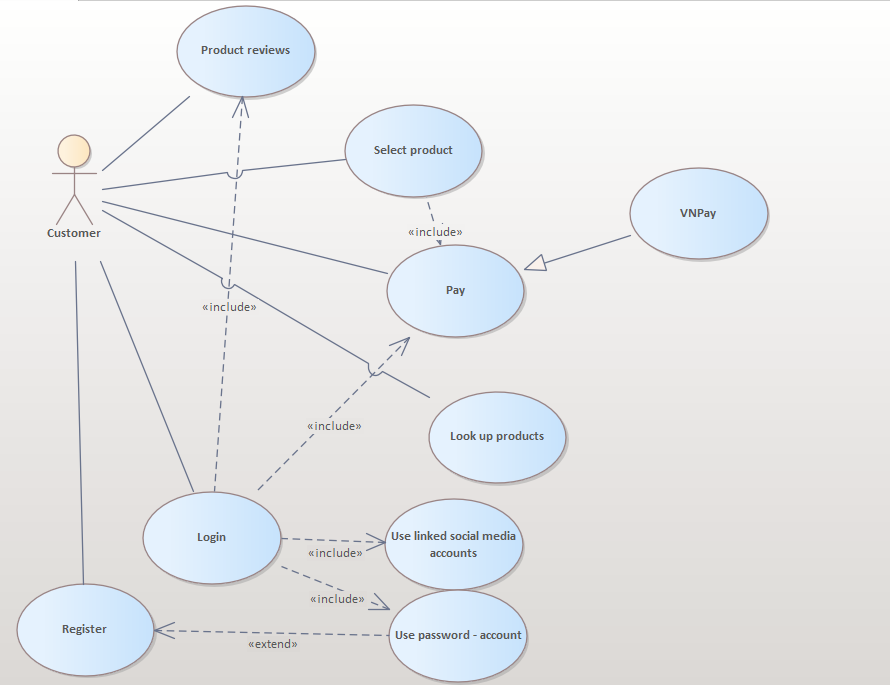 Product reviews
Select product
VNPay
Customer
«include»
Pay
«include»
«include»
Look up products
Login
Use linked social media
accounts
«include»
«include»
Register
Use password - account
«extend»